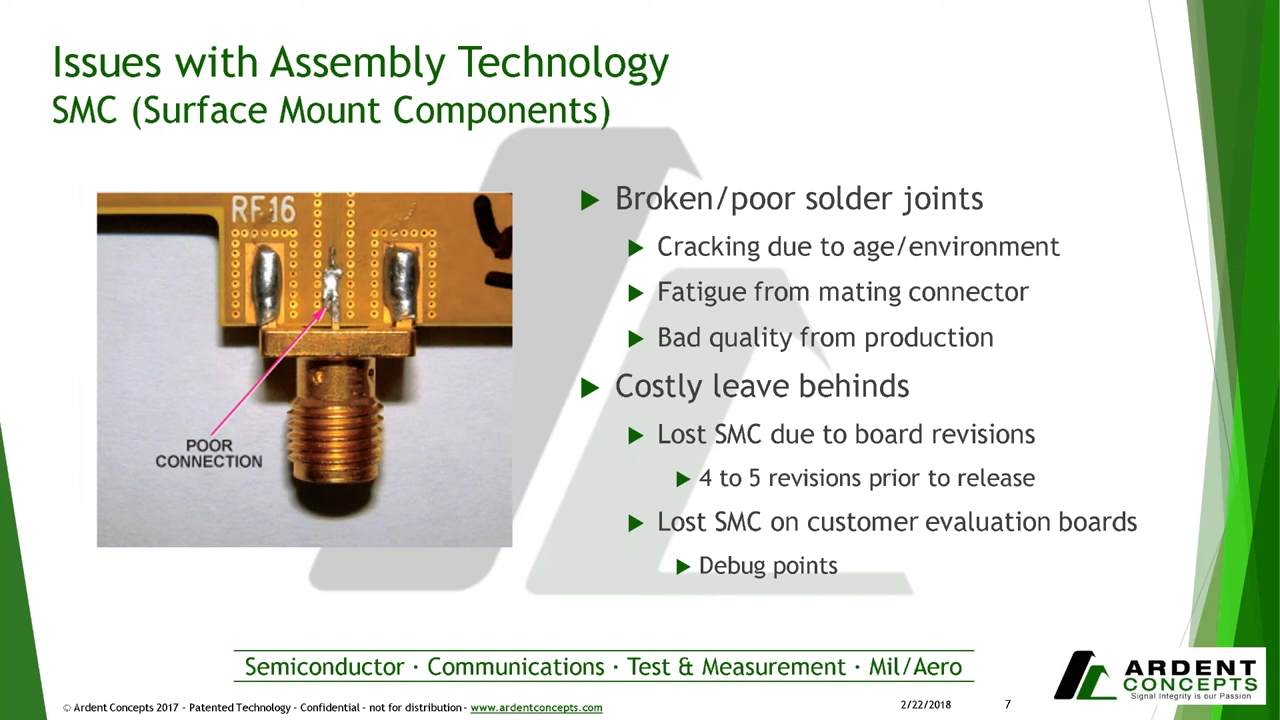 Issues with Assembly Technology
SMC (Surface Mount Components)
RF16
POOR
CONNECTION
Broken/poor solder joints
Cracking due to age/environment
Fatigue from mating connector
Bad quality from production
Costly leave behinds
Lost SMC due to board revisions
4 to 5 revisions prior to release
Lost SMC on customer evaluation boards
Debug points
Semiconductor · Communications · Test & Measurement · Mil/Aero
ARDENT
CONCEPTS
Signal Integrity is our Passion
© Ardent Concepts 2017 - Patented Technology - Confidential - not for distribution - www.ardentconcepts.com
2/22/2018
7